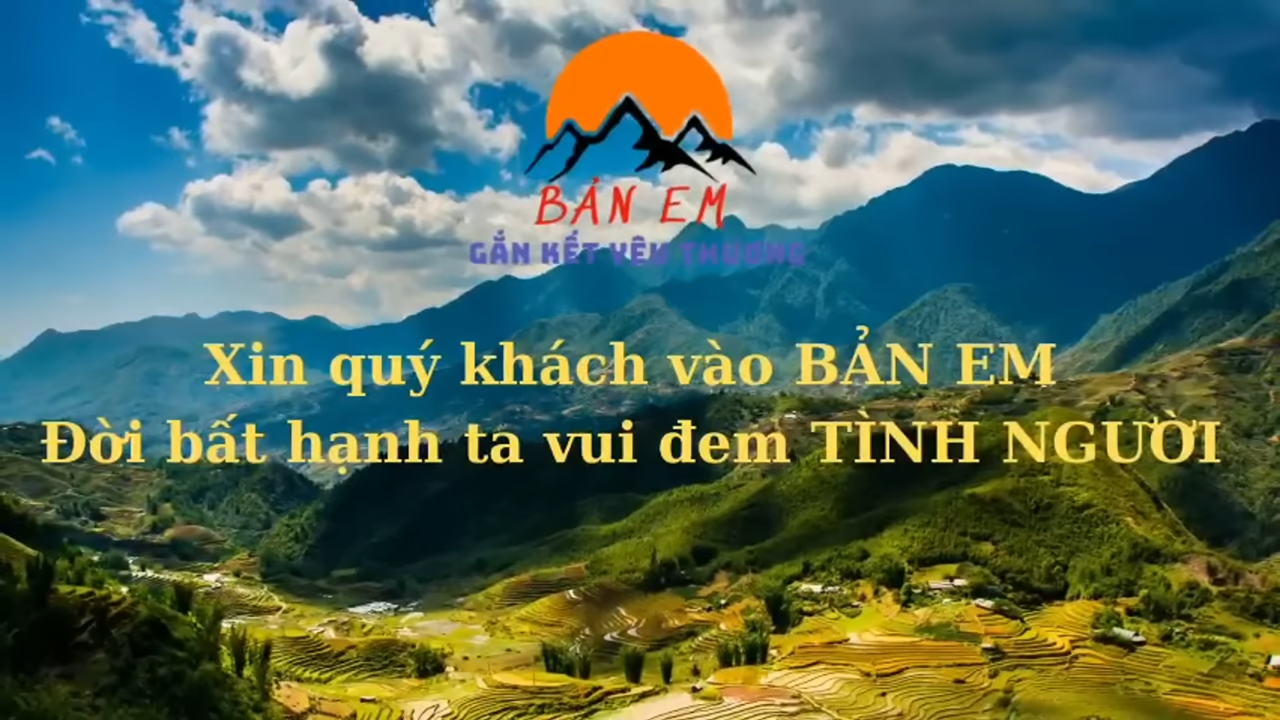 BẢN EM
GẮN KẾT YÊU THƯƠNG
Xin quý khách vào BẢN EM
Đời bất hạnh ta vui đem TÌNH NGƯỜI